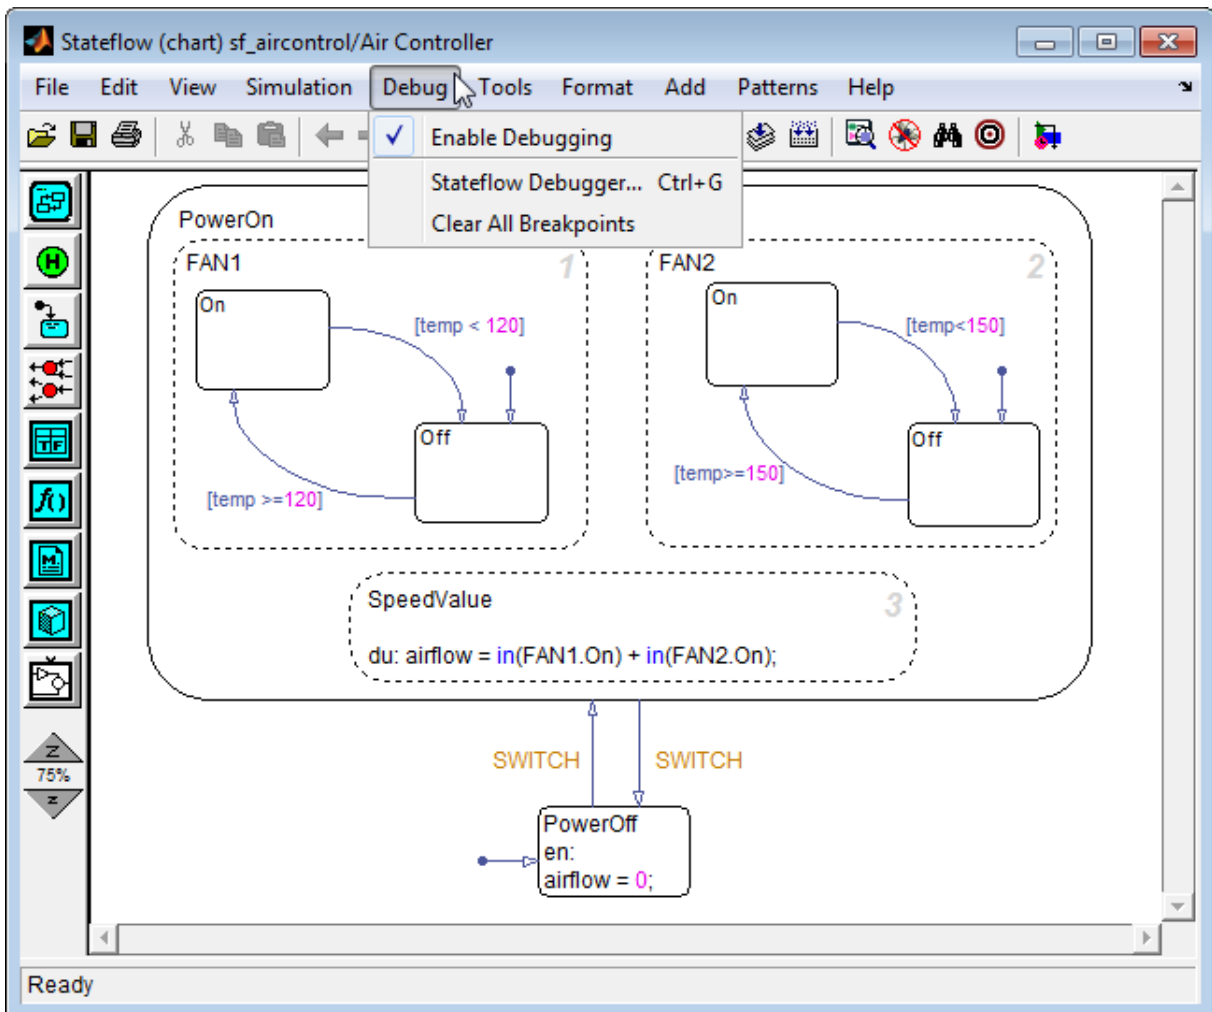 Stateflow (chart) sf_aircontrol/Air Controller
File Edit View Simulation Debug Tools Format Add Patterns Help
Enable Debugging
Stateflow Debugger... Ctrl+G
Clear All Breakpoints
PowerOn
FAN1 1
On
[temp < 120]
Off
[temp >=120]
FAN2 2
On
[temp<150]
Off
[temp>=150]
SpeedValue 3
du: airflow = in(FAN1.On) + in(FAN2.On);
SWITCH SWITCH
PowerOff
en:
airflow = 0;
H
TF
f()
M
Z
75%
z
Ready